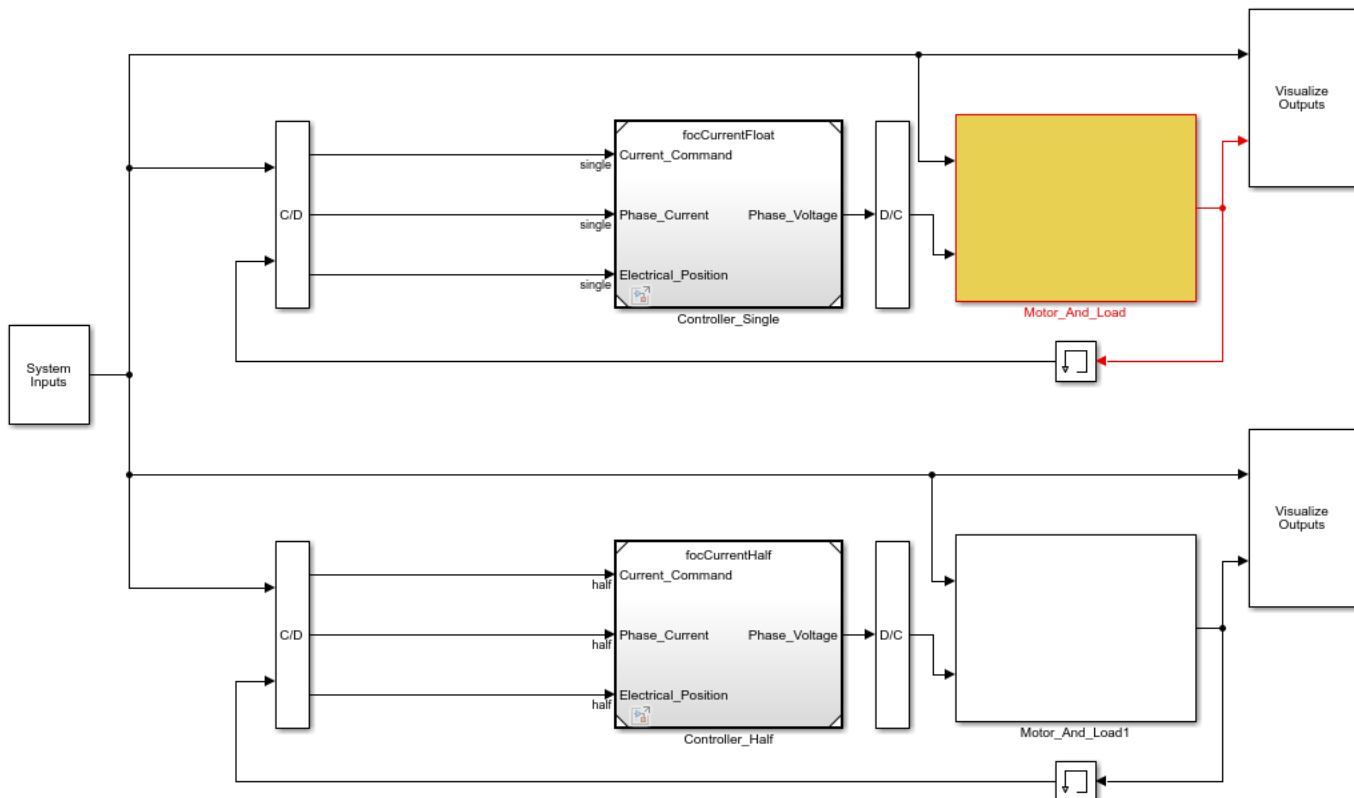 Visualize
Outputs
focCurrentFloat
Current_Command
single
C/D
Phase_Current
Phase_Voltage
D/C
single
Electrical_Position
single
Controller_Single
Motor_And_Load
System
Inputs
Visualize
Outputs
focCurrentHalf
Current_Command
half
C/D
Phase_Current
Phase_Voltage
D/C
half
Electrical_Position
half
Controller_Half
Motor_And_Load1